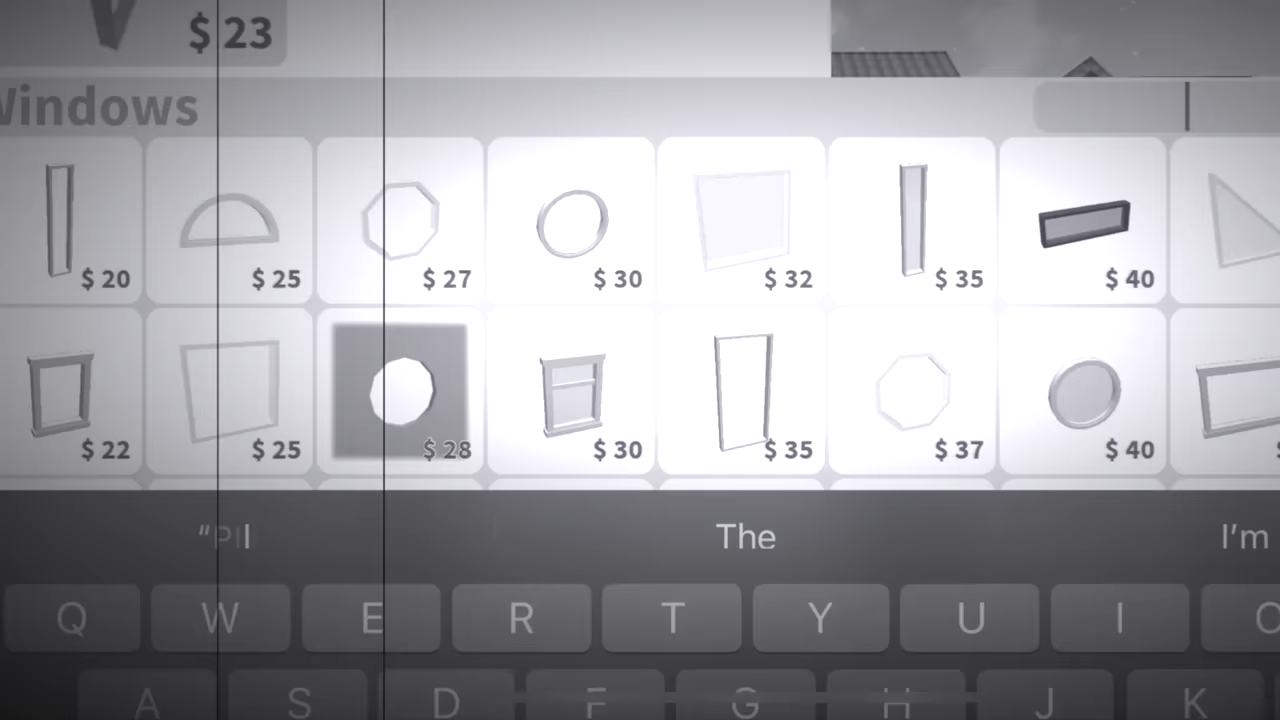 $ 23
Windows
$ 20 $ 25 $ 27 $ 30 $ 32 $ 35 $ 40
$ 22 $ 25 $ 28 $ 30 $ 35 $ 37 $ 40
The I'm
Q W E R T Y U I
A S D F G H J K